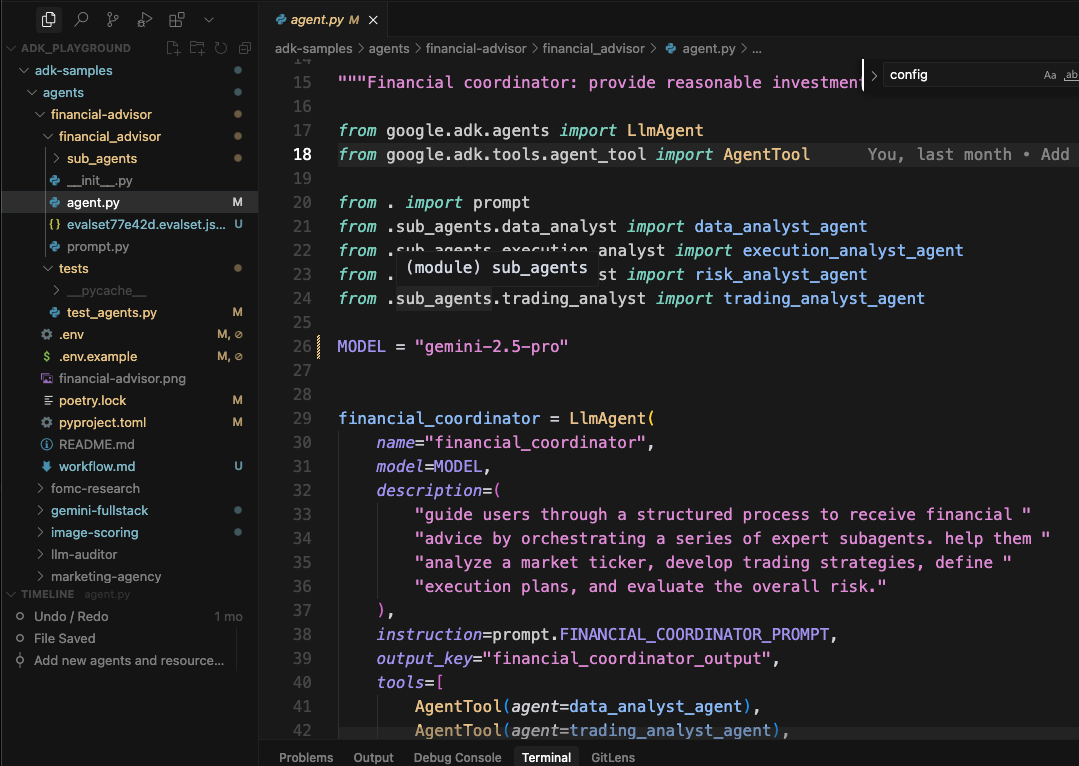 agent.py M
ADK_PLAYGROUND
adk-samples
agents
financial-advisor
financial_advisor
sub_agents
__init__.py
agent.py M
{} evalset77e42d.evalset.js... U
prompt.py
tests
__pycache__
test_agents.py M
.env M,
$ .env.example M,
financial-advisor.png
poetry.lock M
pyproject.toml M
README.md
workflow.md U
fomc-research
gemini-fullstack
image-scoring
llm-auditor
marketing-agency
TIMELINE agent.py
Undo / Redo 1 mo
File Saved
Add new agents and resource...
adk-samples > agents > financial-advisor > financial_advisor > agent.py > ...
config Aa ab
14
15 """Financial coordinator: provide reasonable investment
16
17 from google.adk.agents import LlmAgent
18 from google.adk.tools.agent_tool import AgentTool You, last month • Add
19
20 from . import prompt
21 from .sub_agents.data_analyst import data_analyst_agent
22 from .sub_agents.execution_analyst import execution_analyst_agent
(module) sub_agents
23 from . st import risk_analyst_agent
24 from .sub_agents.trading_analyst import trading_analyst_agent
25
26 MODEL = "gemini-2.5-pro"
27
28
29 financial_coordinator = LlmAgent(
30 name="financial_coordinator",
31 model=MODEL,
32 description=(
33 "guide users through a structured process to receive financial "
34 "advice by orchestrating a series of expert subagents. help them "
35 "analyze a market ticker, develop trading strategies, define "
36 "execution plans, and evaluate the overall risk."
37 ),
38 instruction=prompt.FINANCIAL_COORDINATOR_PROMPT,
39 output_key="financial_coordinator_output",
40 tools=[
41 AgentTool(agent=data_analyst_agent),
42 AgentTool(agent=trading_analyst_agent),
Problems Output Debug Console Terminal GitLens